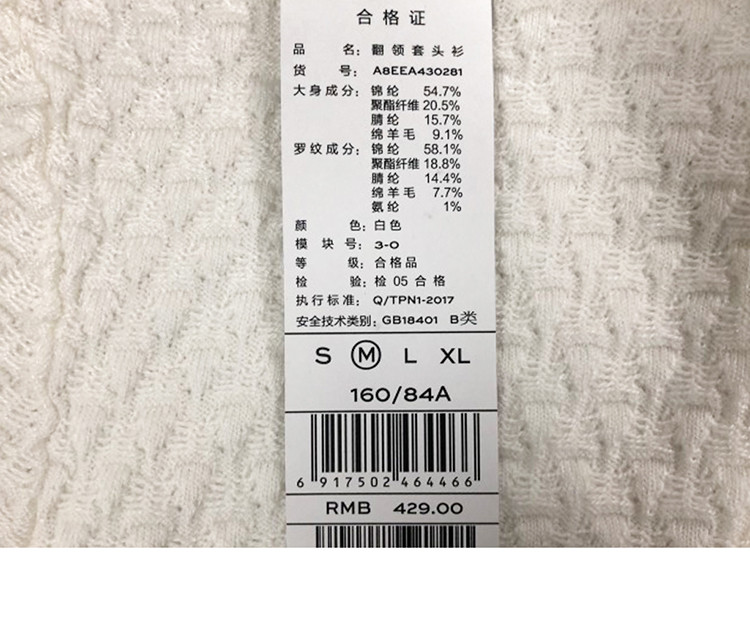 合格证
品名：翻领套头衫
货号：A8EEA430281
大身成分：锦纶 54.7%
聚酯纤维 20.5%
腈纶 15.7%
绵羊毛 9.1%
罗纹成分：锦纶 58.1%
聚酯纤维 18.8%
腈纶 14.4%
绵羊毛 7.7%
氨纶 1%
颜色：白色
模块号：3-0
等级：合格品
检验：检 05 合格
执行标准：Q/TPN1-2017
安全技术类别：GB18401 B类
S M L XL
160/84A
6 917502 464466
RMB 429.00